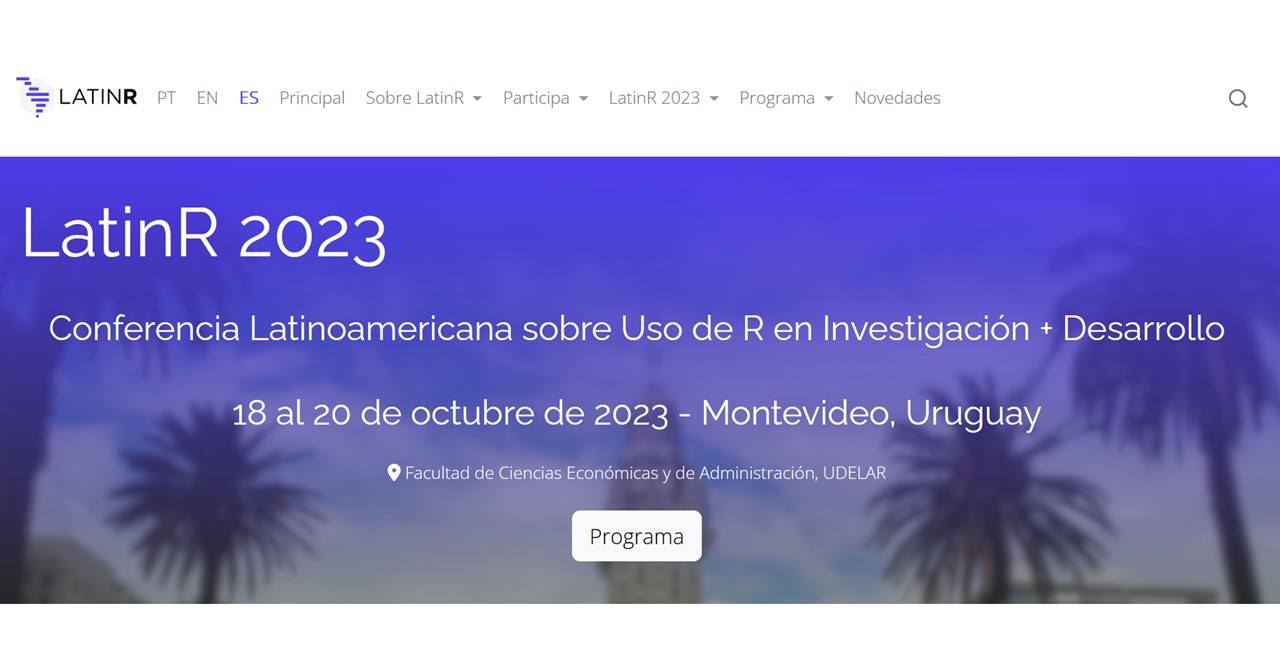 LATINR PT EN ES Principal Sobre LatinR Participa LatinR 2023 Programa Novedades
LatinR 2023
Conferencia Latinoamericana sobre Uso de R en Investigación + Desarrollo
18 al 20 de octubre de 2023 - Montevideo, Uruguay
Facultad de Ciencias Económicas y de Administración, UDELAR
Programa